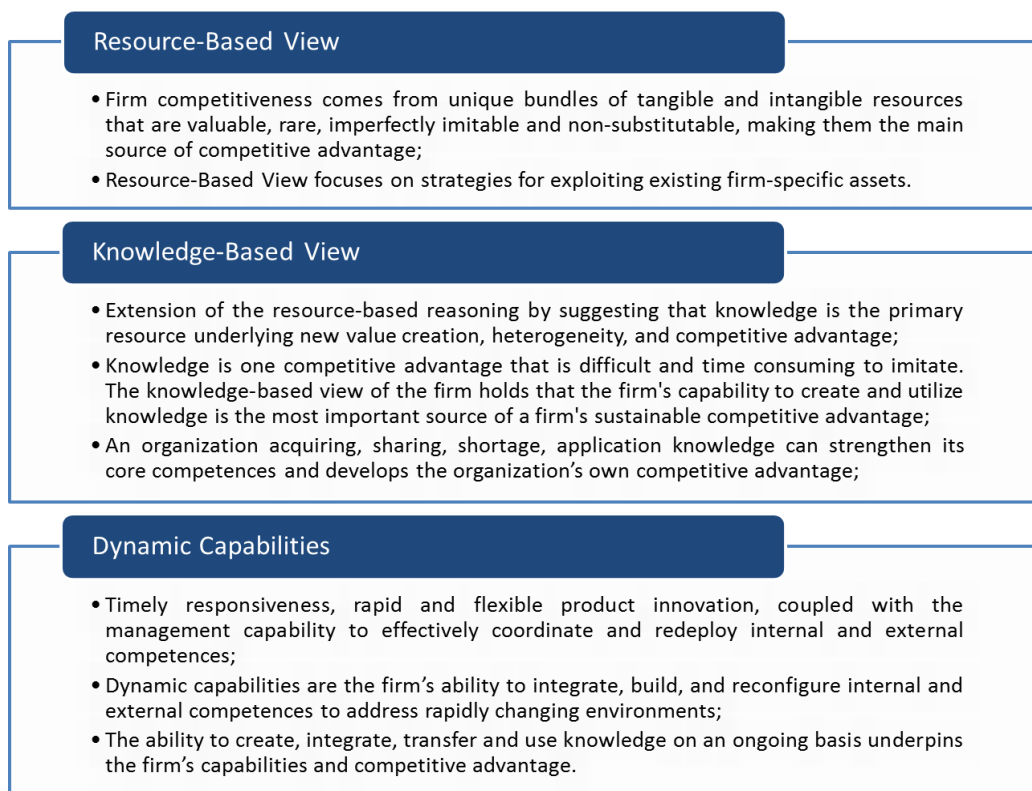 Resource-Based View
• Firm competitiveness comes from unique bundles of tangible and intangible resources
that are valuable, rare, imperfectly imitable and non-substitutable, making them the main
source of competitive advantage;
• Resource-Based View focuses on strategies for exploiting existing firm-specific assets.
Knowledge-Based View
• Extension of the resource-based reasoning by suggesting that knowledge is the primary
resource underlying new value creation, heterogeneity, and competitive advantage;
• Knowledge is one competitive advantage that is difficult and time consuming to imitate.
The knowledge-based view of the firm holds that the firm's capability to create and utilize
knowledge is the most important source of a firm's sustainable competitive advantage;
• An organization acquiring, sharing, shortage, application knowledge can strengthen its
core competences and develops the organization’s own competitive advantage;
Dynamic Capabilities
• Timely responsiveness, rapid and flexible product innovation, coupled with the
management capability to effectively coordinate and redeploy internal and external
competences;
• Dynamic capabilities are the firm’s ability to integrate, build, and reconfigure internal and
external competences to address rapidly changing environments;
• The ability to create, integrate, transfer and use knowledge on an ongoing basis underpins
the firm’s capabilities and competitive advantage.